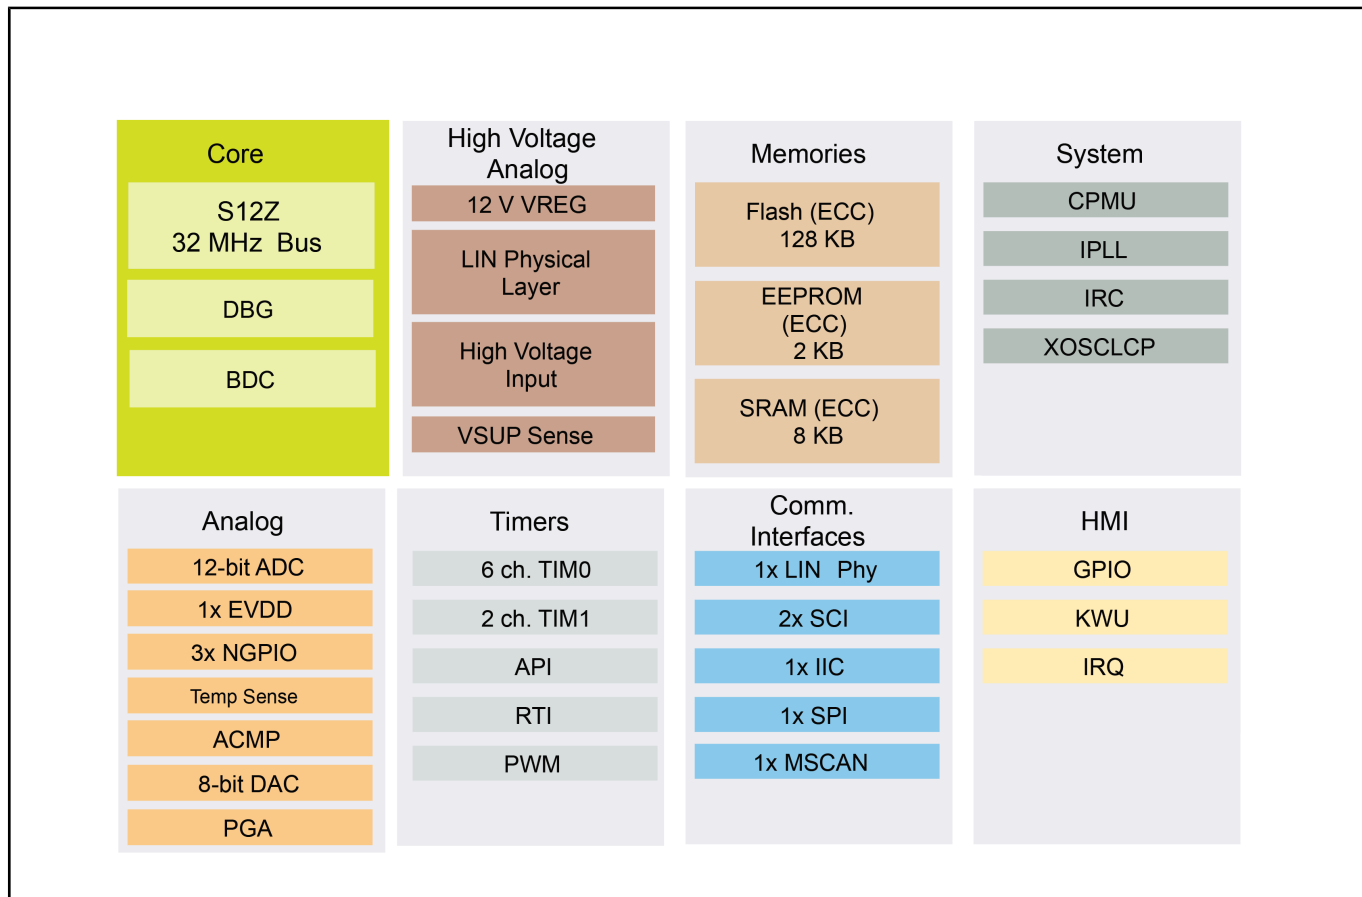 Core
S12Z
32 MHz Bus
DBG
BDC
High Voltage
Analog
12 V VREG
LIN Physical
Layer
High Voltage
Input
VSUP Sense
Memories
Flash (ECC)
128 KB
EEPROM
(ECC)
2 KB
SRAM (ECC)
8 KB
System
CPMU
IPLL
IRC
XOSCLCP
Analog
12-bit ADC
1x EVDD
3x NGPIO
Temp Sense
ACMP
8-bit DAC
PGA
Timers
6 ch. TIM0
2 ch. TIM1
API
RTI
PWM
Comm.
Interfaces
1x LIN Phy
2x SCI
1x IIC
1x SPI
1x MSCAN
HMI
GPIO
KWU
IRQ